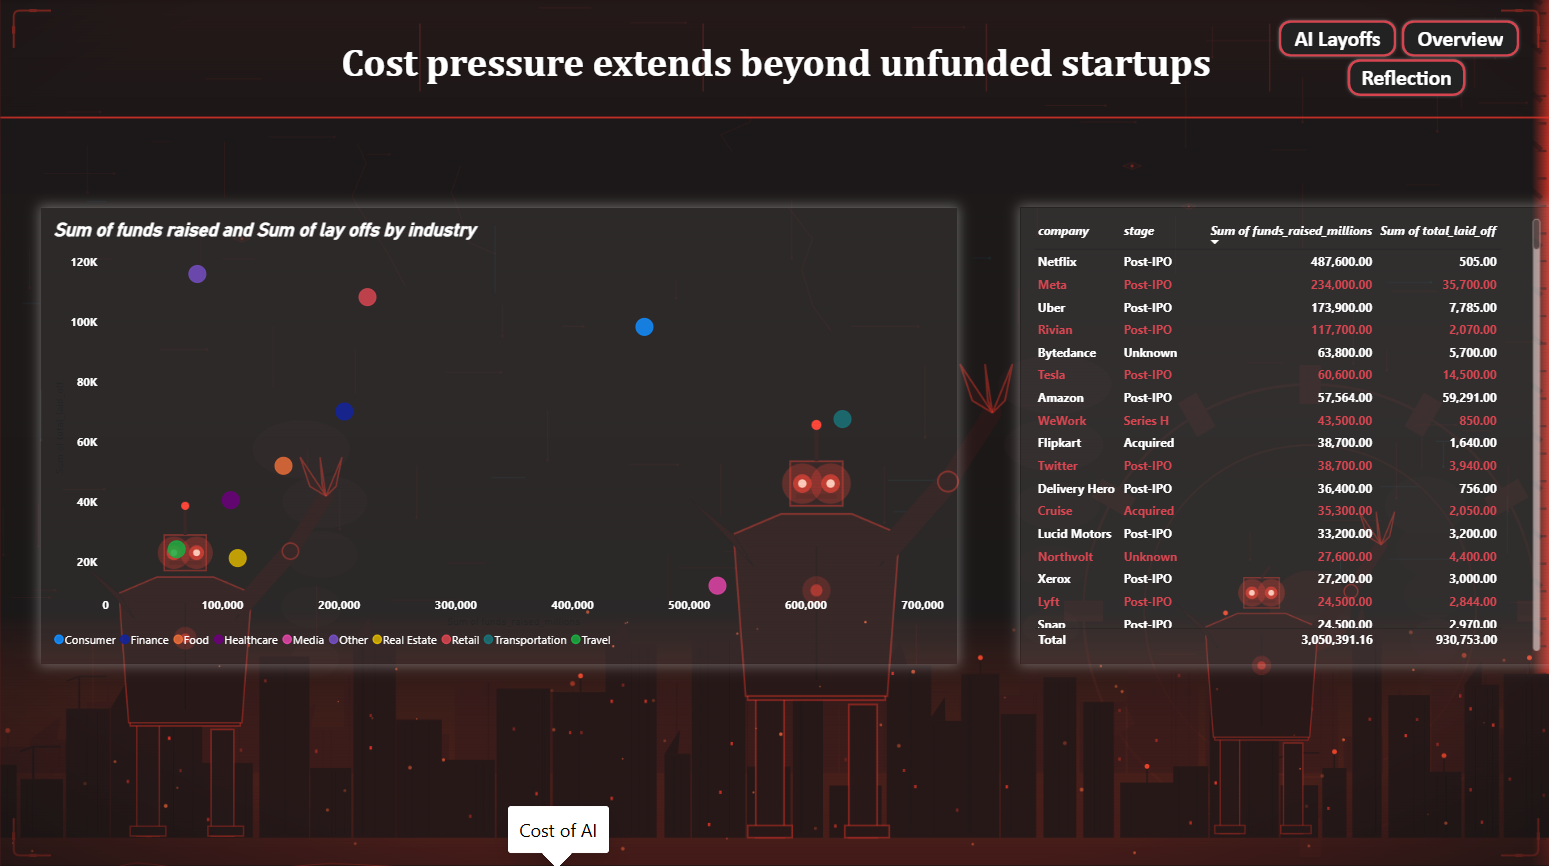 Cost pressure extends beyond unfunded startups
AI Layoffs
Overview
Reflection
Sum of funds raised and Sum of lay offs by industry
120K
100K
80K
60K
40K
20K
0 100,000 200,000 300,000 400,000 500,000 600,000 700,000
Consumer Finance Food Healthcare Media Other Real Estate Retail Transportation Travel
company stage Sum of funds_raised_millions Sum of total_laid_off
Netflix Post-IPO 487,600.00 505.00
Meta Post-IPO 234,000.00 35,700.00
Uber Post-IPO 173,900.00 7,785.00
Rivian Post-IPO 117,700.00 2,070.00
Bytedance Unknown 63,800.00 5,700.00
Tesla Post-IPO 60,600.00 14,500.00
Amazon Post-IPO 57,564.00 59,291.00
WeWork Series H 43,500.00 850.00
Flipkart Acquired 38,700.00 1,640.00
Twitter Post-IPO 38,700.00 3,940.00
Delivery Hero Post-IPO 36,400.00 756.00
Cruise Acquired 35,300.00 2,050.00
Lucid Motors Post-IPO 33,200.00 3,200.00
Northvolt Unknown 27,600.00 4,400.00
Xerox Post-IPO 27,200.00 3,000.00
Lyft Post-IPO 24,500.00 2,844.00
Snap Post-IPO 24,500.00 2,970.00
Total 3,050,391.16 930,753.00
Cost of AI